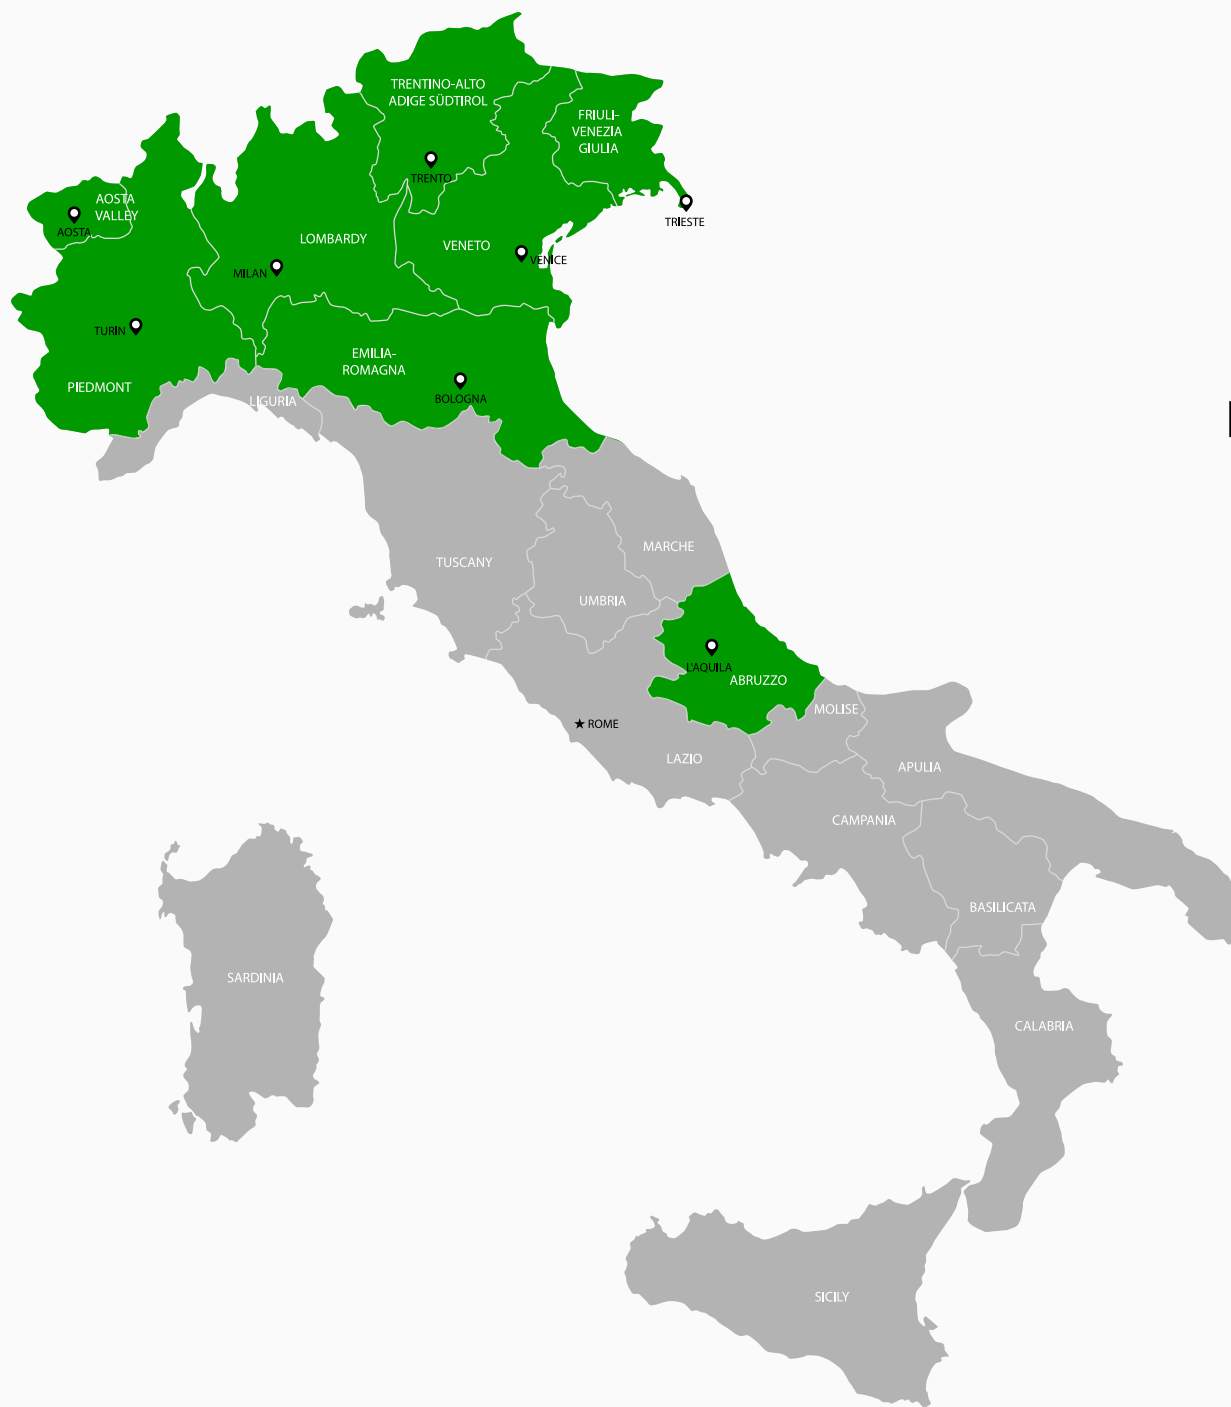 TRENTINO-ALTO
ADIGE SÜDTIROL
FRIULI-
VENEZIA
GIULIA
TRENTO
AOSTA
VALLEY
AOSTA
TRIESTE
LOMBARDY
VENETO
VENICE
MILAN
TURIN
EMILIA-
ROMAGNA
PIEDMONT
BOLOGNA
LIGURIA
MARCHE
TUSCANY
UMBRIA
L'AQUILA
ABRUZZO
MOLISE
ROME
LAZIO
APULIA
CAMPANIA
BASILICATA
SARDINIA
CALABRIA
SICILY